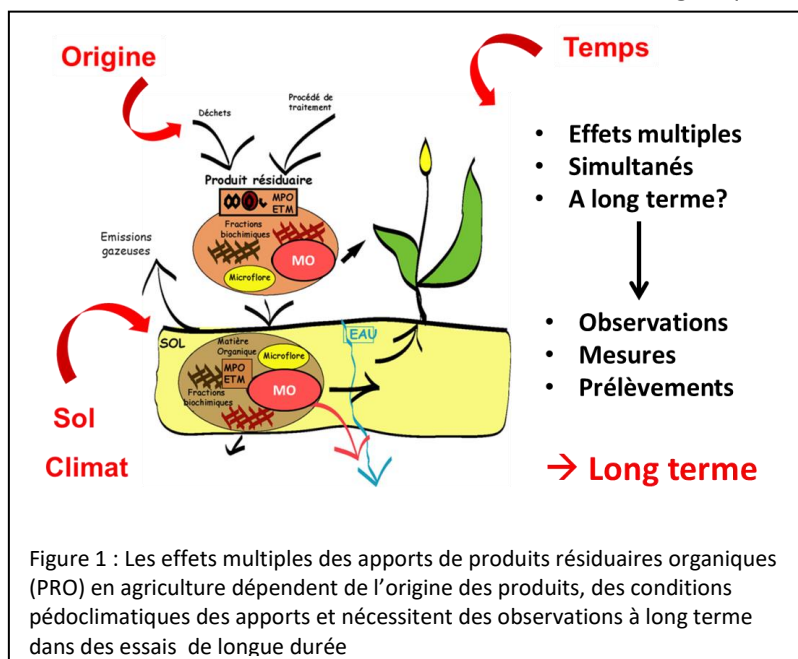 Origine
Temps
Déchets
Procédé de
traitement
Produit résiduaire
MPO
ETM
Fractions
biochimiques
MO
Microflore
Emissions
gazeuses
• Effets multiples
• Simultanés
• A long terme?
SOL
EAU
Matière
Organique
Microflore
MPO
ETM
MO
Fractions
biochimiques
• Observations
• Mesures
• Prélèvements
Sol
Climat
→ Long terme
Figure 1 : Les effets multiples des apports de produits résiduaires organiques
(PRO) en agriculture dépendent de l’origine des produits, des conditions
pédoclimatiques des apports et nécessitent des observations à long terme
dans des essais de longue durée